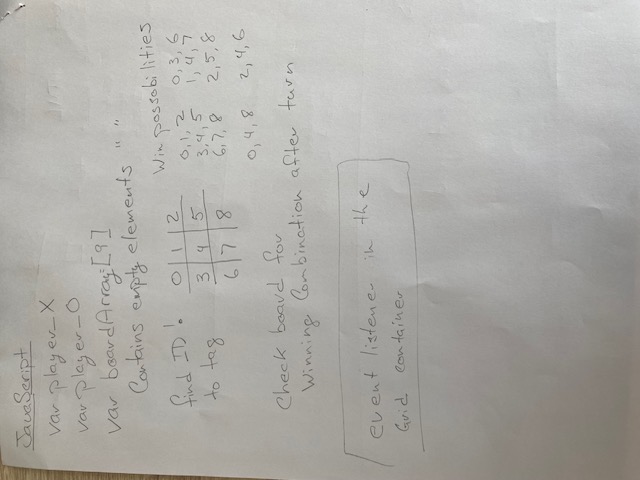 JavaScript
var player_X
var player_O
var boardArray=[9]
Contains empty elements " "
find ID!
to tag
0 1 2
3 4 5
6 7 8
Win possobilities
0,1,2 0,3,6
3,4,5 1,4,7
6,7,8 2,5,8
0,4,8 2,4,6
Check board for
Winning Combination after turn
event listener in the
Grid container